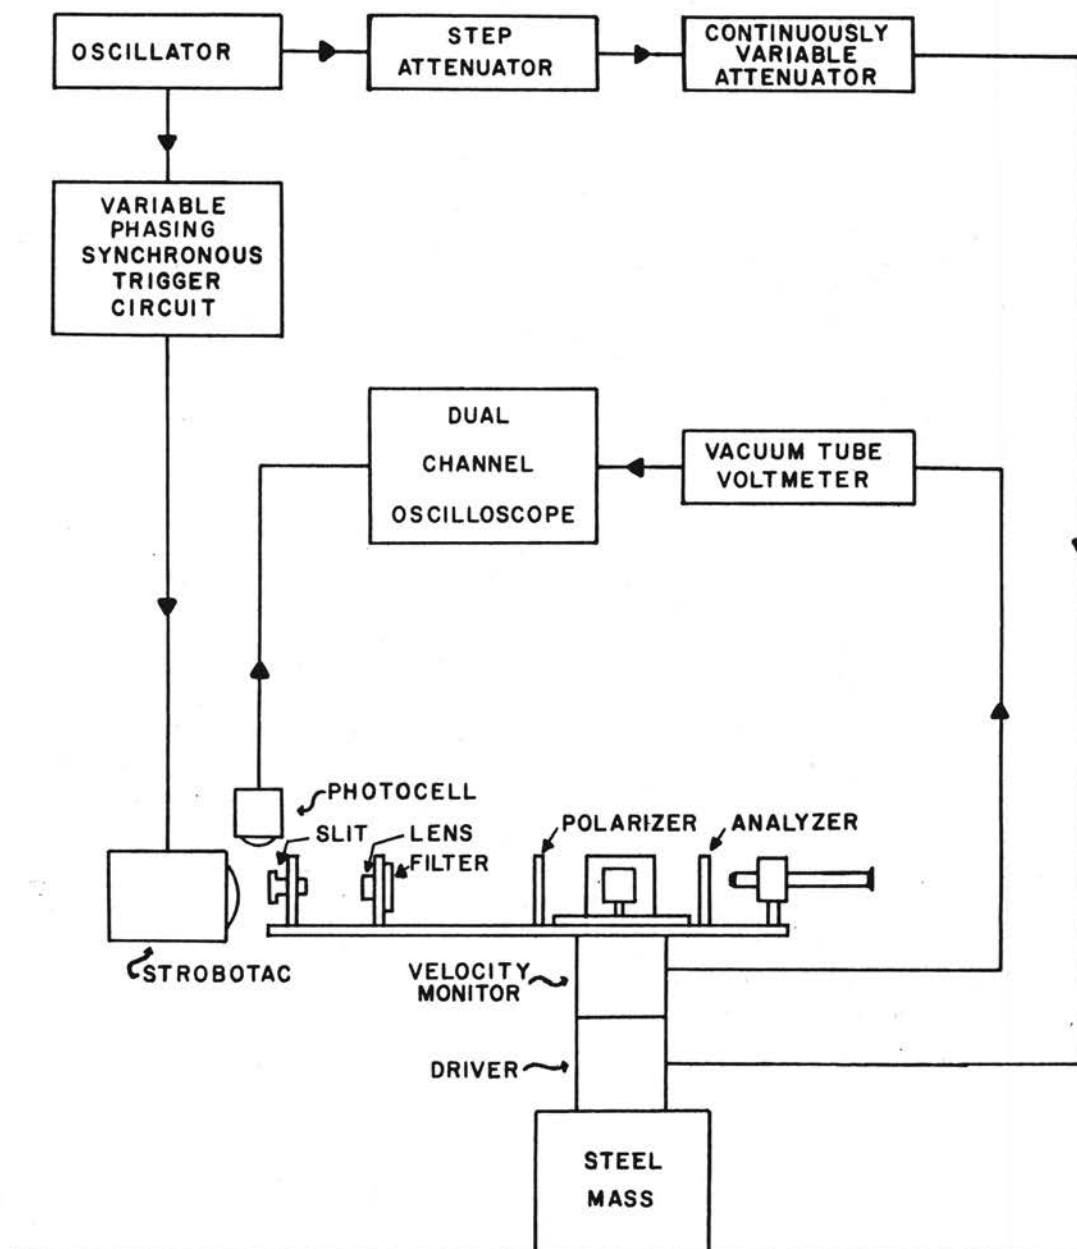 OSCILLATOR
STEP
ATTENUATOR
CONTINUOUSLY
VARIABLE
ATTENUATOR
VARIABLE
PHASING
SYNCHRONOUS
TRIGGER
CIRCUIT
DUAL
CHANNEL
OSCILLOSCOPE
VACUUM TUBE
VOLTMETER
PHOTOCELL
SLIT
LENS
FILTER
POLARIZER
ANALYZER
STROBOTAC
VELOCITY
MONITOR
DRIVER
STEEL
MASS